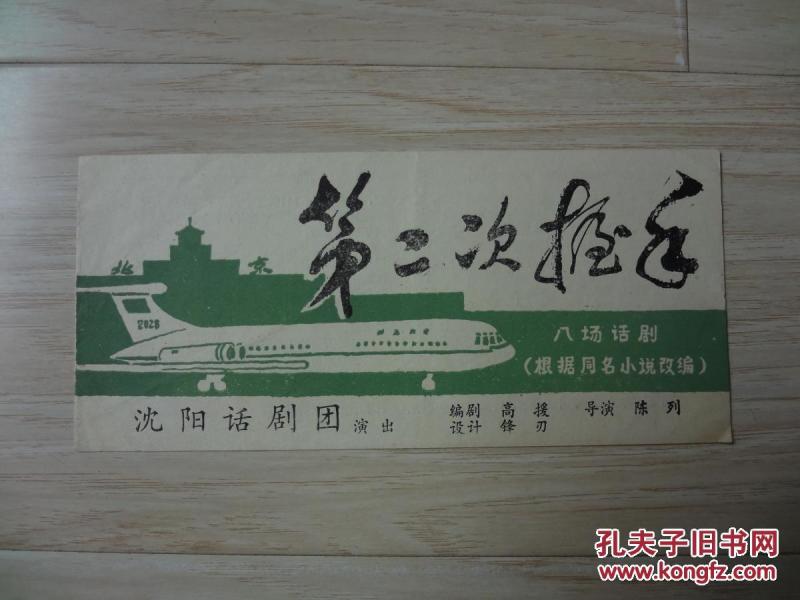 第二次握手
北京
2028
八场话剧
(根据同名小说改编)
沈阳话剧团 演出
编剧 高援 导演 陈列
设计 锋刃
孔夫子旧书网
www.kongfz.com